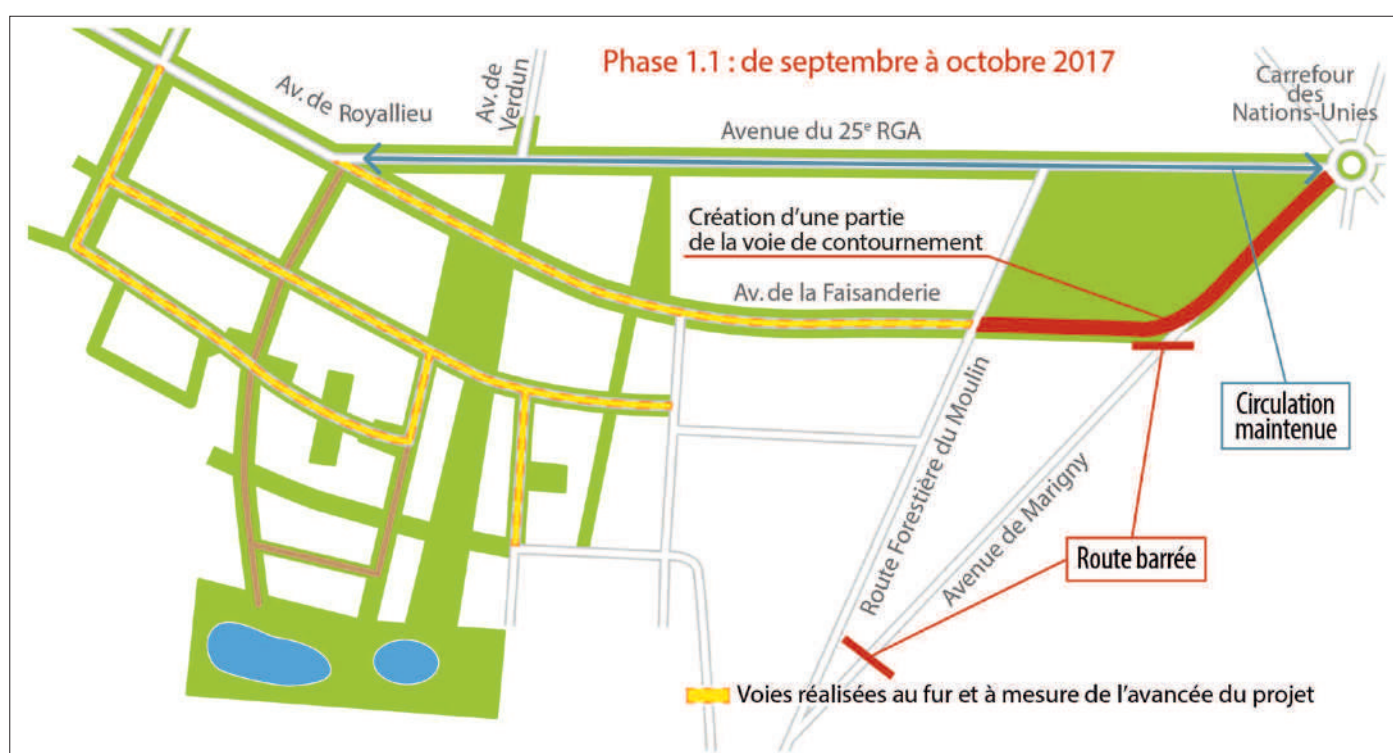 Phase 1.1 : de septembre à octobre 2017
Carrefour
des
Nations-Unies
Av. de Royallieu
Av. de
Verdun
Avenue du 25e RGA
Création d’une partie
de la voie de contournement
Av. de la Faisanderie
Route Forestière du Moulin
Circulation
maintenue
Avenue de Marigny
Route barrée
Voies réalisées au fur et à mesure de l’avancée du projet